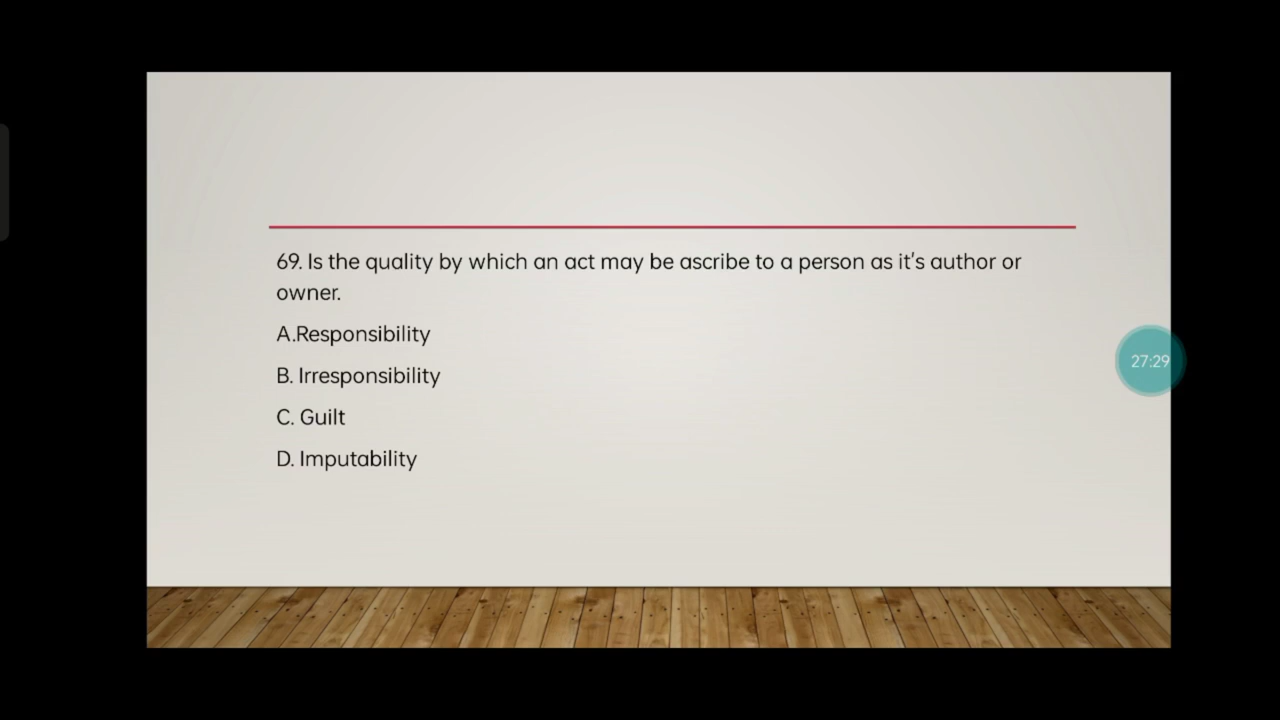 69. Is the quality by which an act may be ascribe to a person as it's author or
owner.
A.Responsibility
B. Irresponsibility
C. Guilt
D. Imputability
27:29